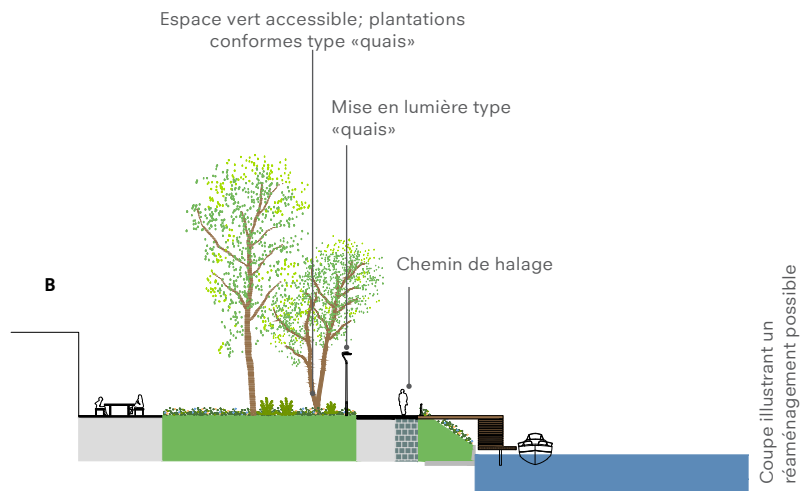 Espace vert accessible; plantations
conformes type «quais»
Mise en lumière type
«quais»
Chemin de halage
B
Coupe illustrant un
réaménagement possible